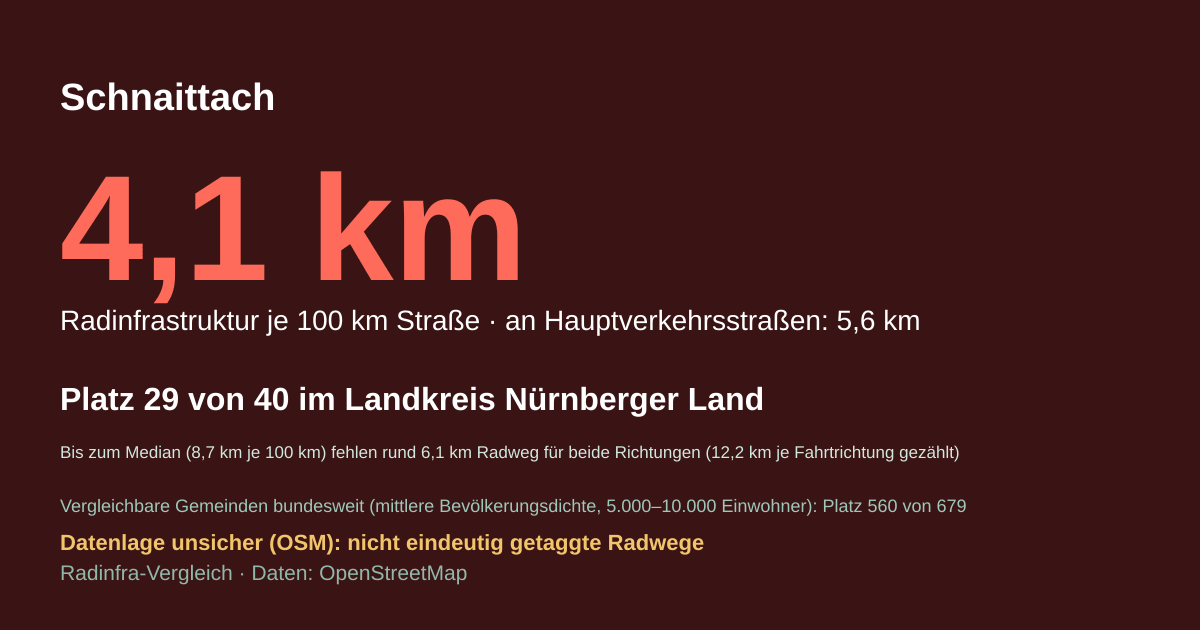 Schnaittach
4,1 km
Radinfrastruktur je 100 km Straße · an Hauptverkehrsstraßen: 5,6 km
Platz 29 von 40 im Landkreis Nürnberger Land
Bis zum Median (8,7 km je 100 km) fehlen rund 6,1 km Radweg für beide Richtungen (12,2 km je Fahrtrichtung gezählt)
Vergleichbare Gemeinden bundesweit (mittlere Bevölkerungsdichte, 5.000–10.000 Einwohner): Platz 560 von 679
Datenlage unsicher (OSM): nicht eindeutig getaggte Radwege
Radinfra-Vergleich · Daten: OpenStreetMap